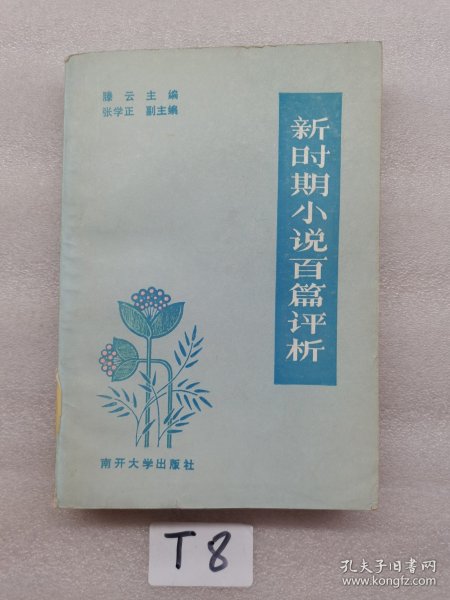 滕云 主编
张学正 副主编
新时期小说百篇评析
南开大学出版社
T8
孔夫子旧书网
www.kongfz.com